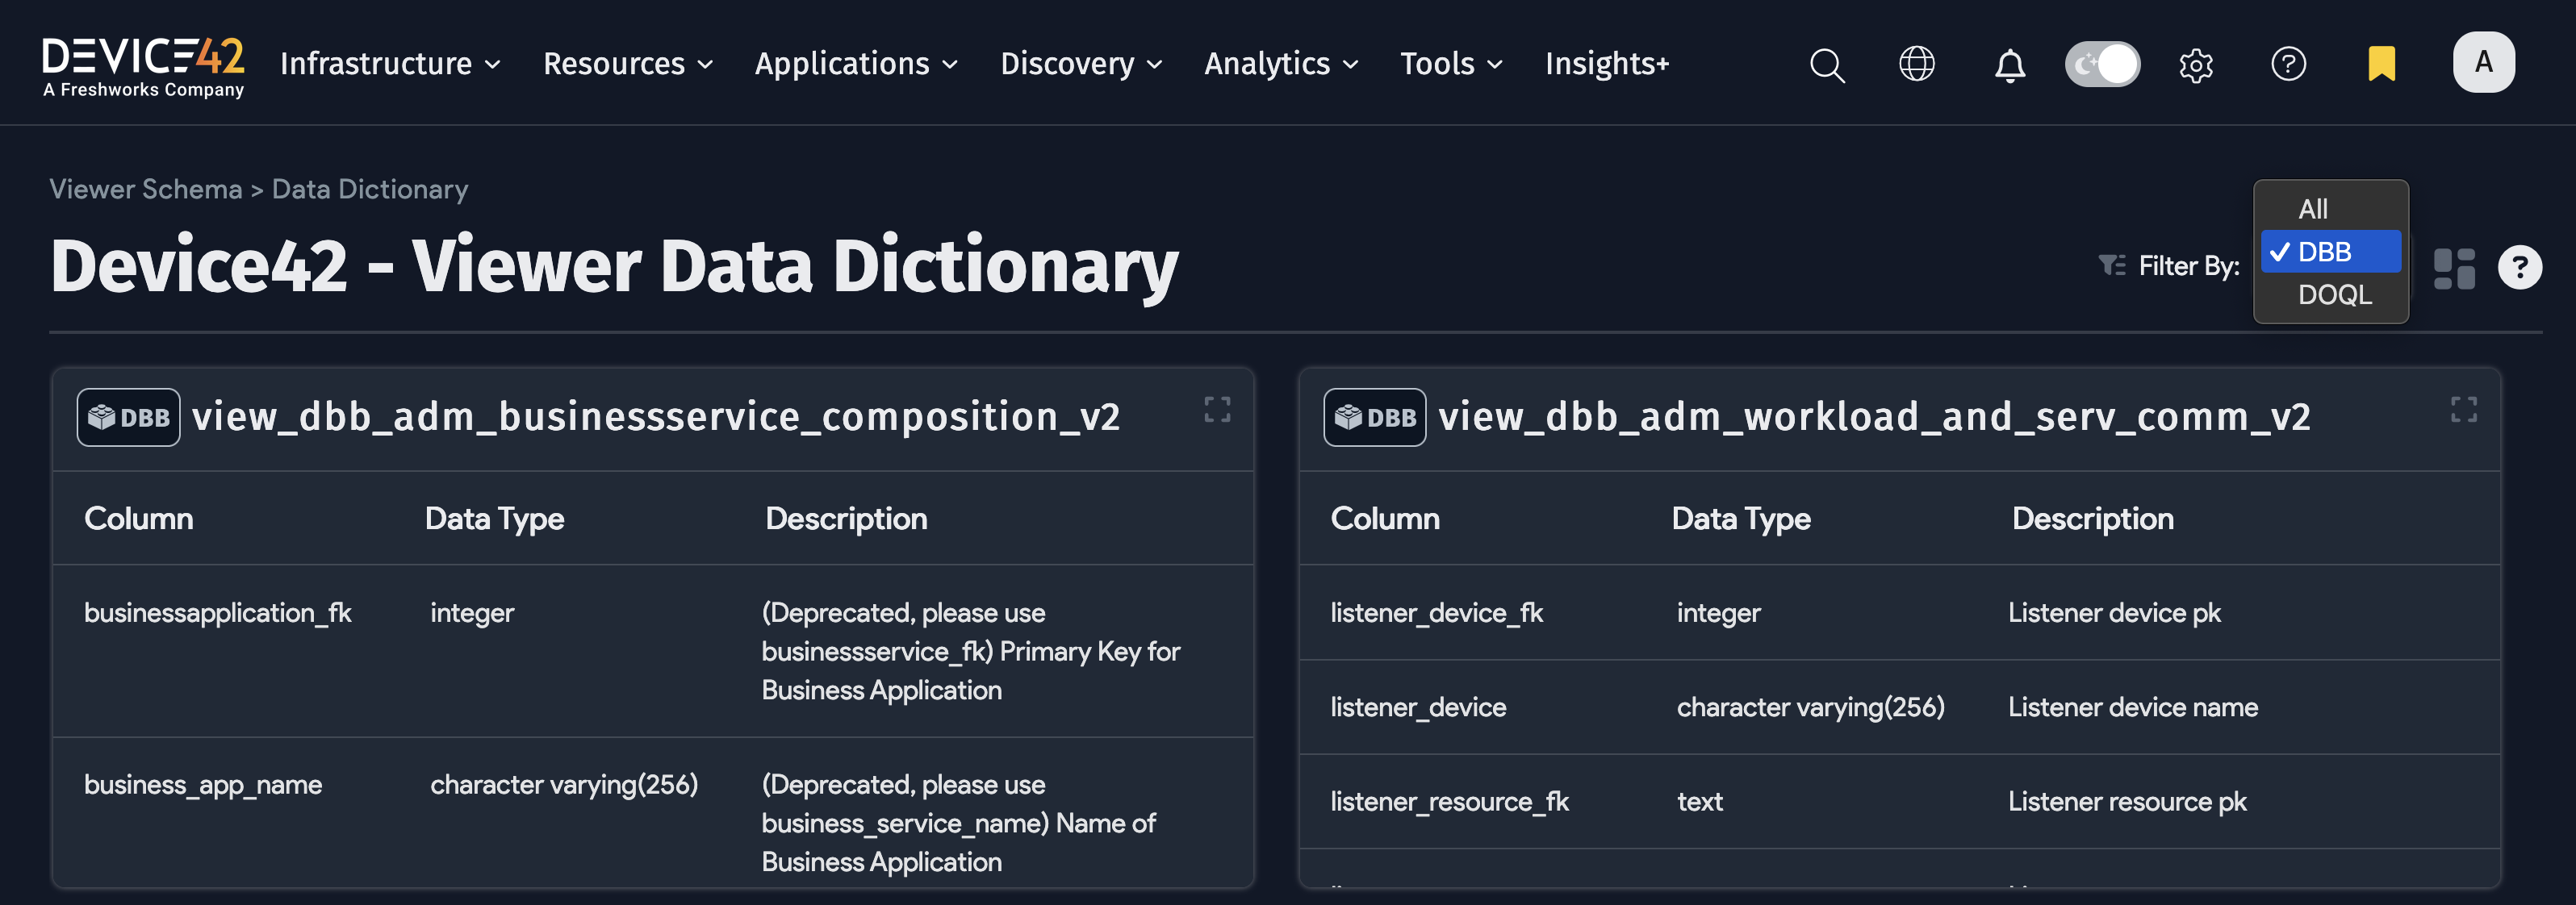 DEVICE42
A Freshworks Company
Infrastructure
Resources
Applications
Discovery
Analytics
Tools
Insights+
?
A
Viewer Schema > Data Dictionary
Device42 - Viewer Data Dictionary
Filter By:
All
✓ DBB
DOQL
?
DBB view_dbb_adm_businessservice_composition_v2
Column Data Type Description
businessapplication_fk integer (Deprecated, please use
businessservice_fk) Primary Key for
Business Application
business_app_name character varying(256) (Deprecated, please use
business_service_name) Name of
Business Application
DBB view_dbb_adm_workload_and_serv_comm_v2
Column Data Type Description
listener_device_fk integer Listener device pk
listener_device character varying(256) Listener device name
listener_resource_fk text Listener resource pk